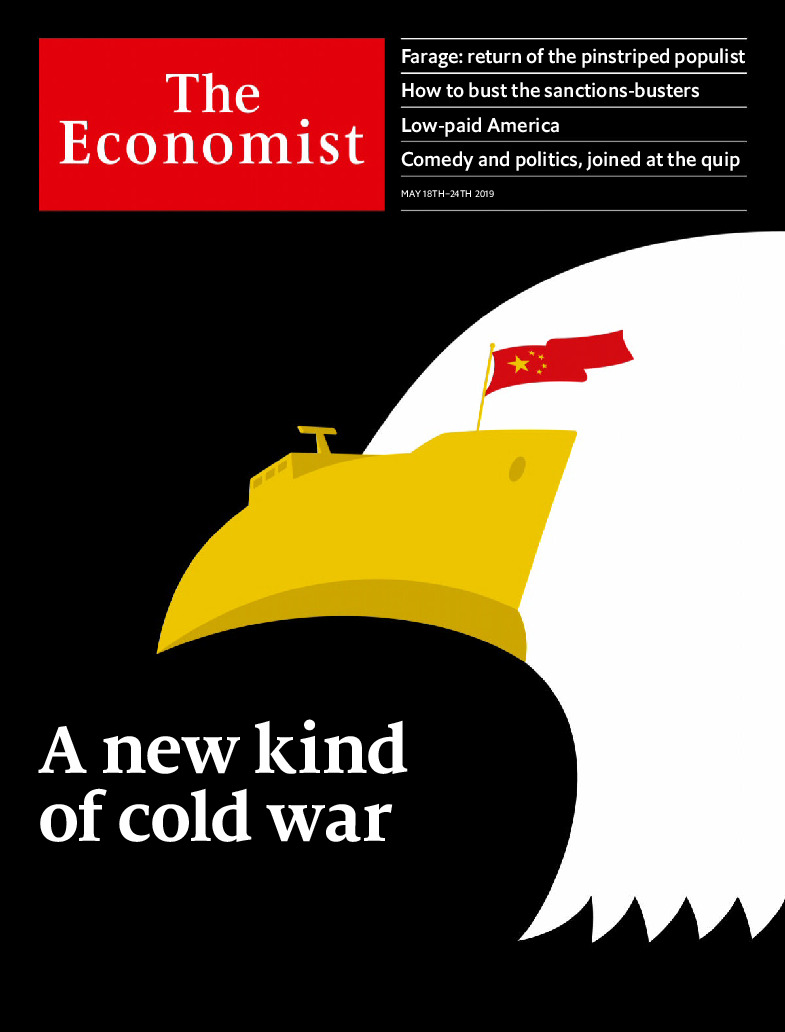 The
Economist
Farage: return of the pinstriped populist
How to bust the sanctions-busters
Low-paid America
Comedy and politics, joined at the quip
MAY 18TH–24TH 2019
A new kind
of cold war